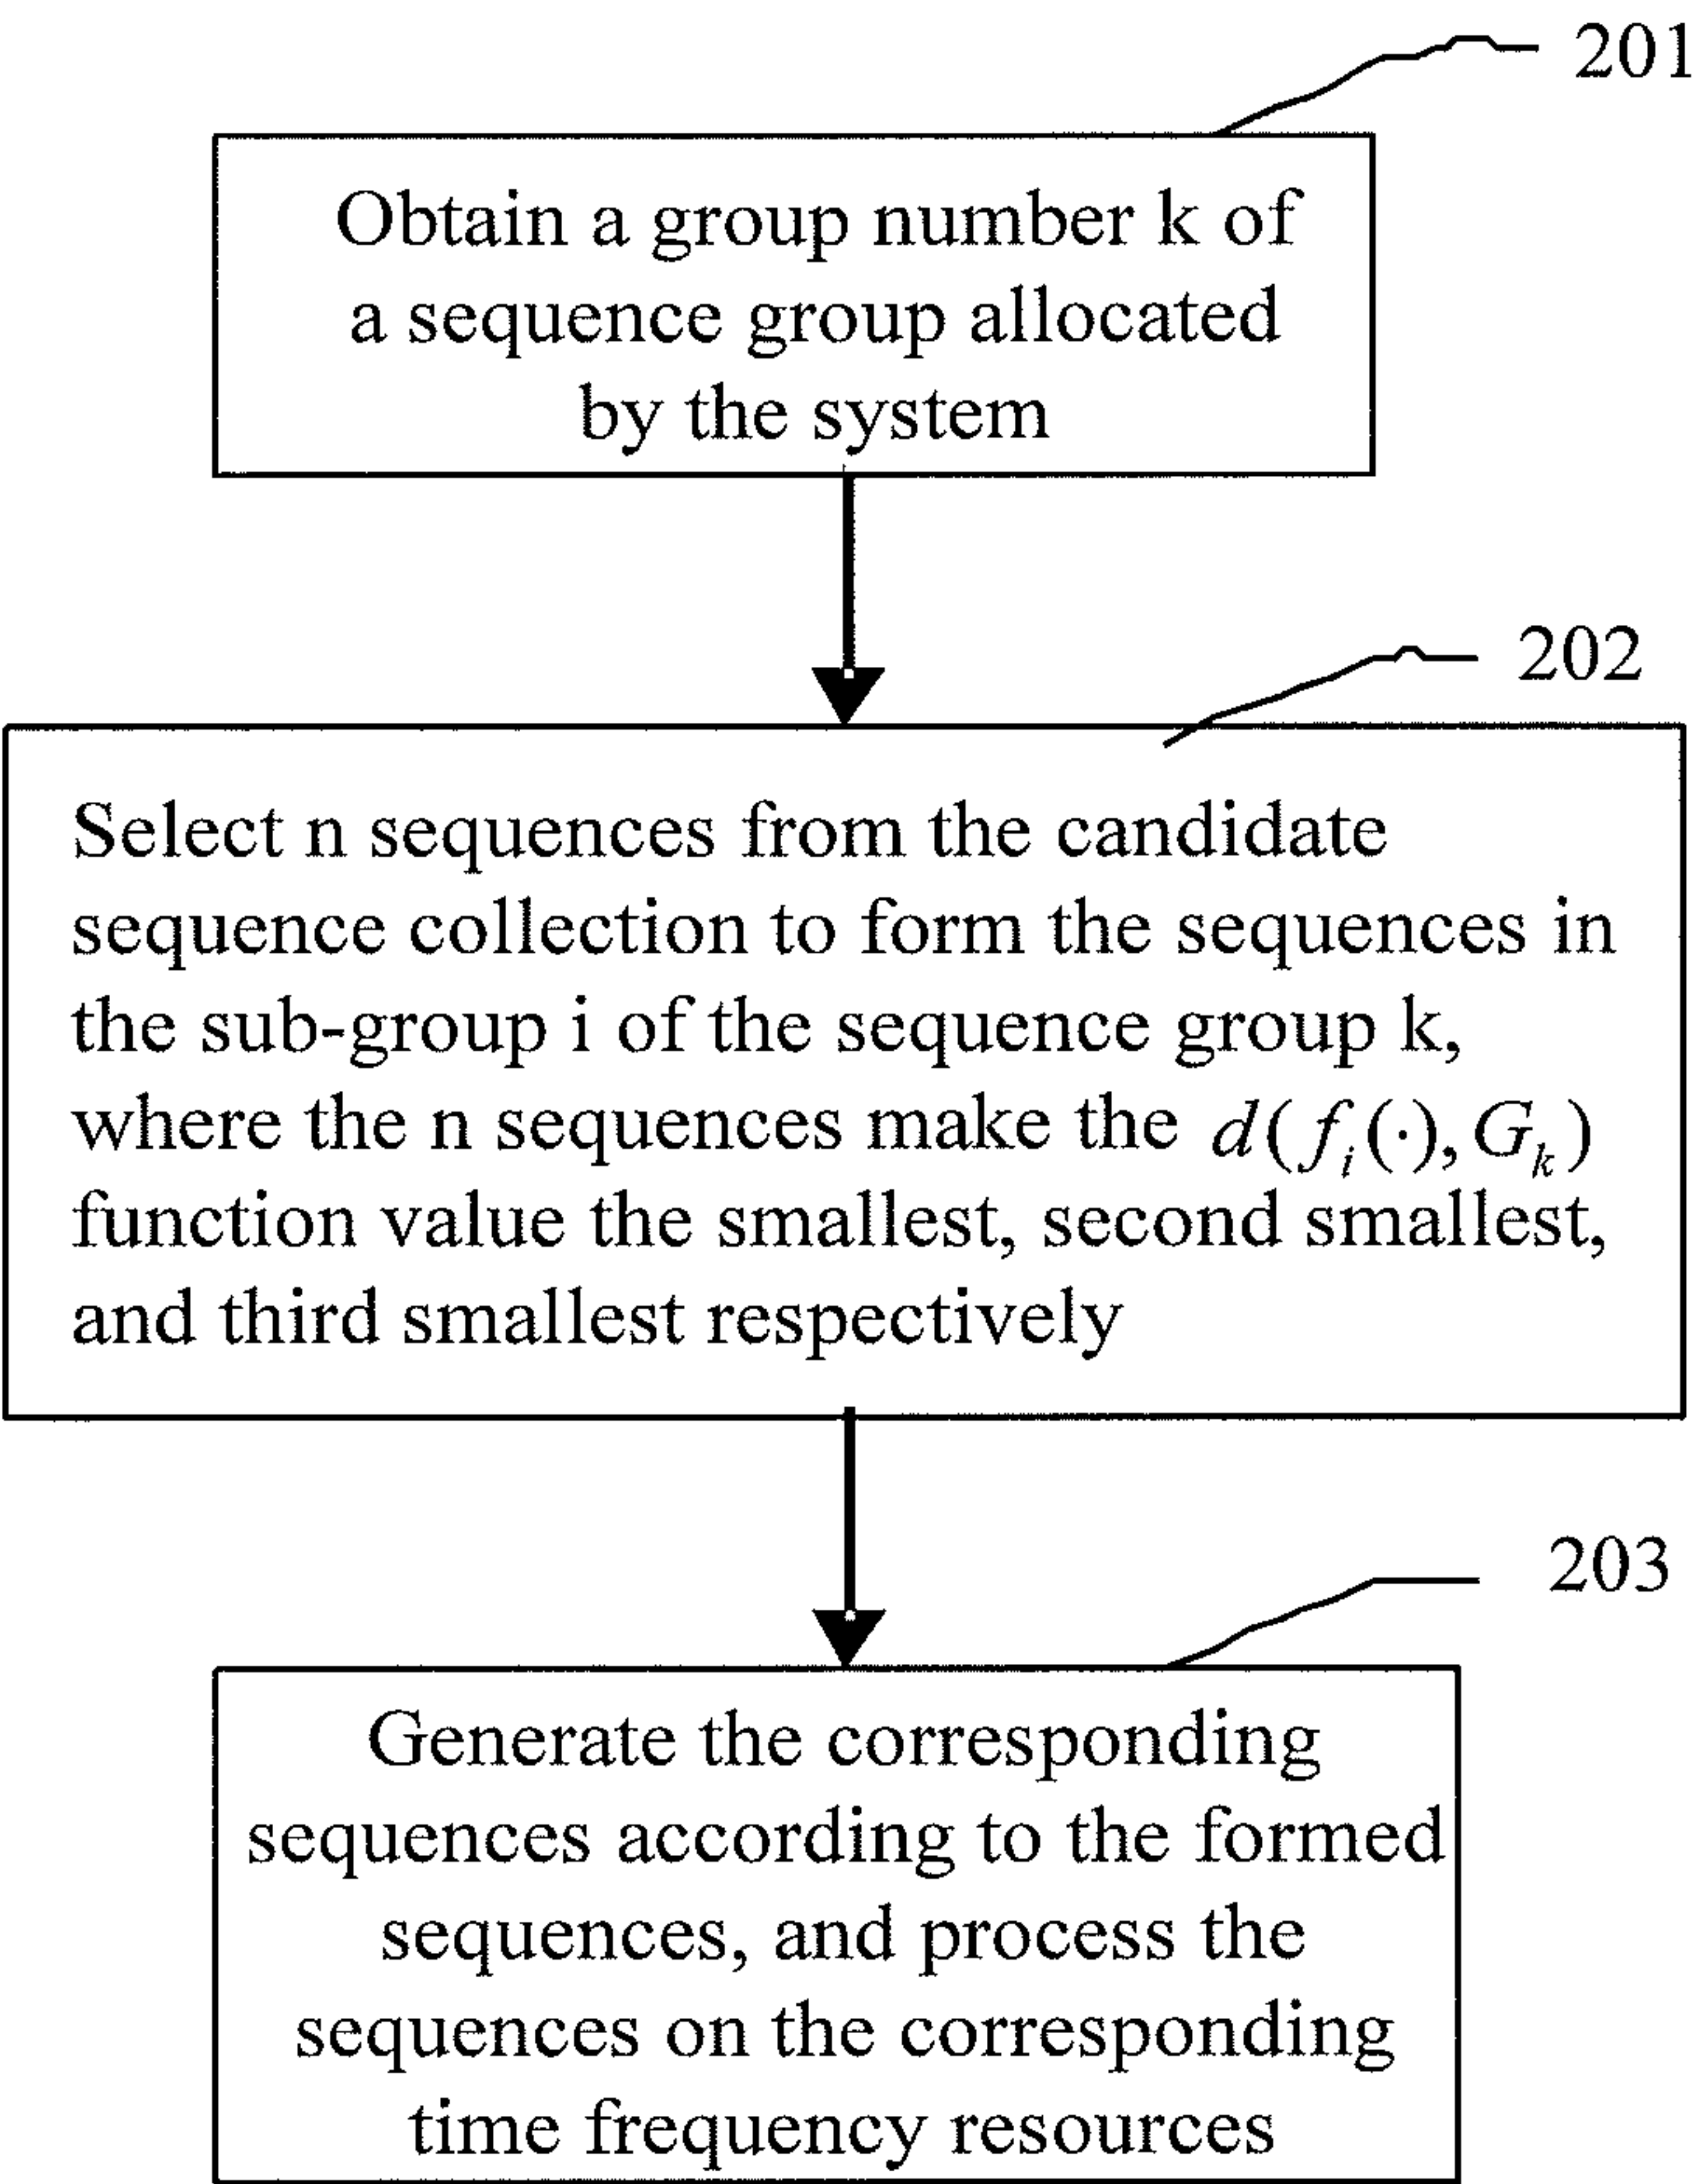 201
Obtain a group number k of
a sequence group allocated
by the system
202
Select n sequences from the candidate
sequence collection to form the sequences in
the sub-group i of the sequence group k,
where the n sequences make the d(f_i(·), G_k)
function value the smallest, second smallest,
and third smallest respectively
203
Generate the corresponding
sequences according to the formed
sequences, and process the
sequences on the corresponding
time frequency resources